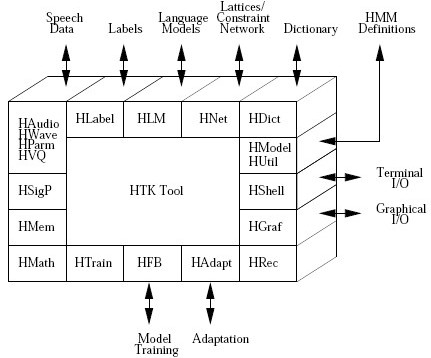 Speech
Data
Labels
Language
Models
Lattices/
Constraint
Network
Dictionary
HMM
Definitions
HAudio
HWave
HParm
HVQ
HLabel
HLM
HNet
HDict
HModel
HUtil
HSigP
HTK Tool
HShell
Terminal
I/O
Graphical
I/O
HMem
HGraf
HMath
HTrain
HFB
HAdapt
HRec
Model
Training
Adaptation